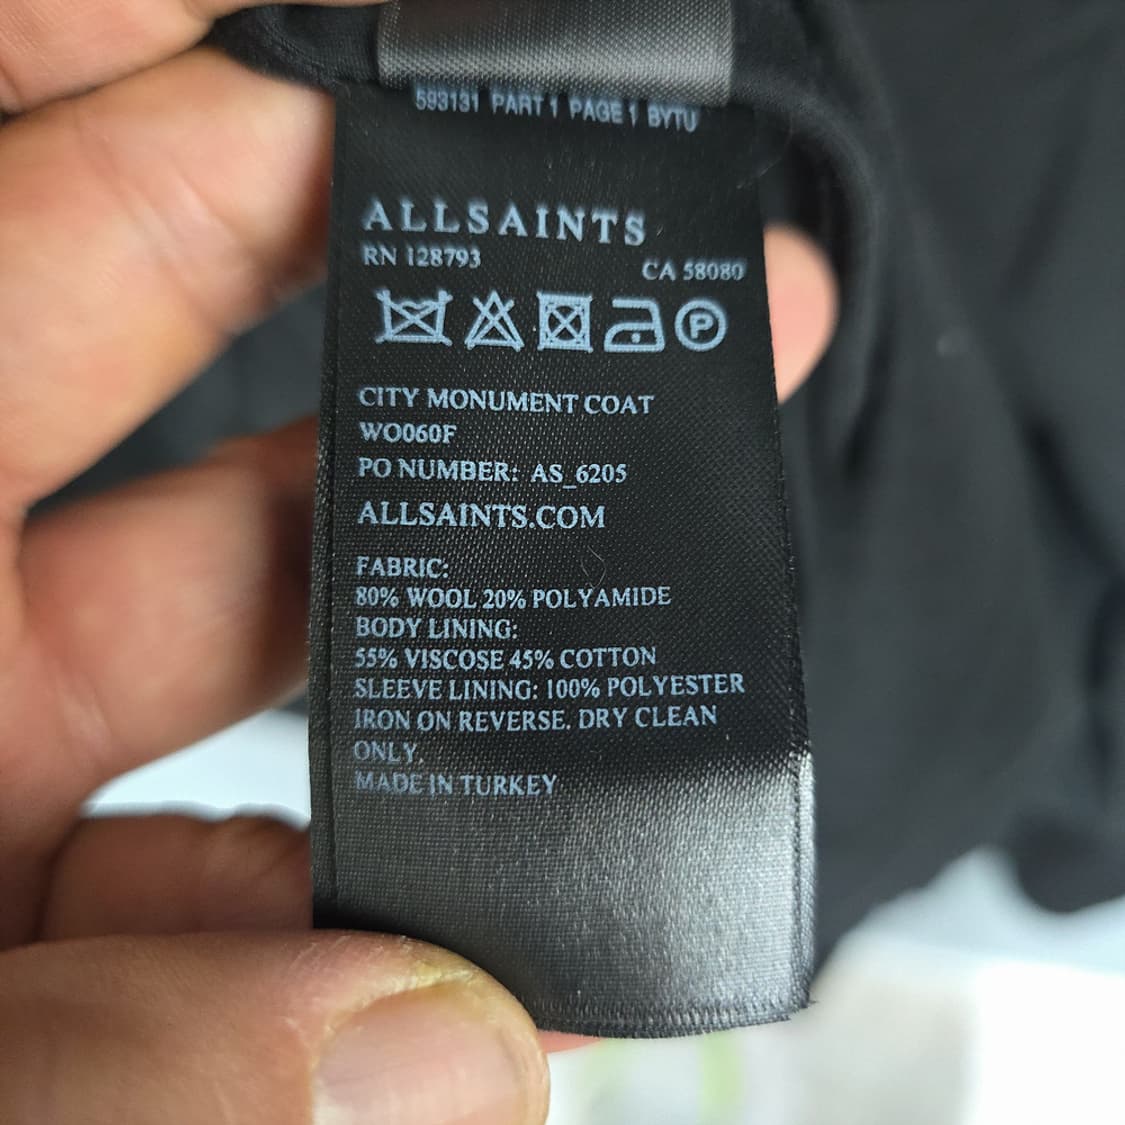 593131 PART 1 PAGE 1 BYTU
ALLSAINTS
RN 128793
CA 58080
P
CITY MONUMENT COAT
WO060F
PO NUMBER: AS_6205
ALLSAINTS.COM
FABRIC:
80% WOOL 20% POLYAMIDE
BODY LINING:
55% VISCOSE 45% COTTON
SLEEVE LINING: 100% POLYESTER
IRON ON REVERSE. DRY CLEAN
ONLY.
MADE IN TURKEY